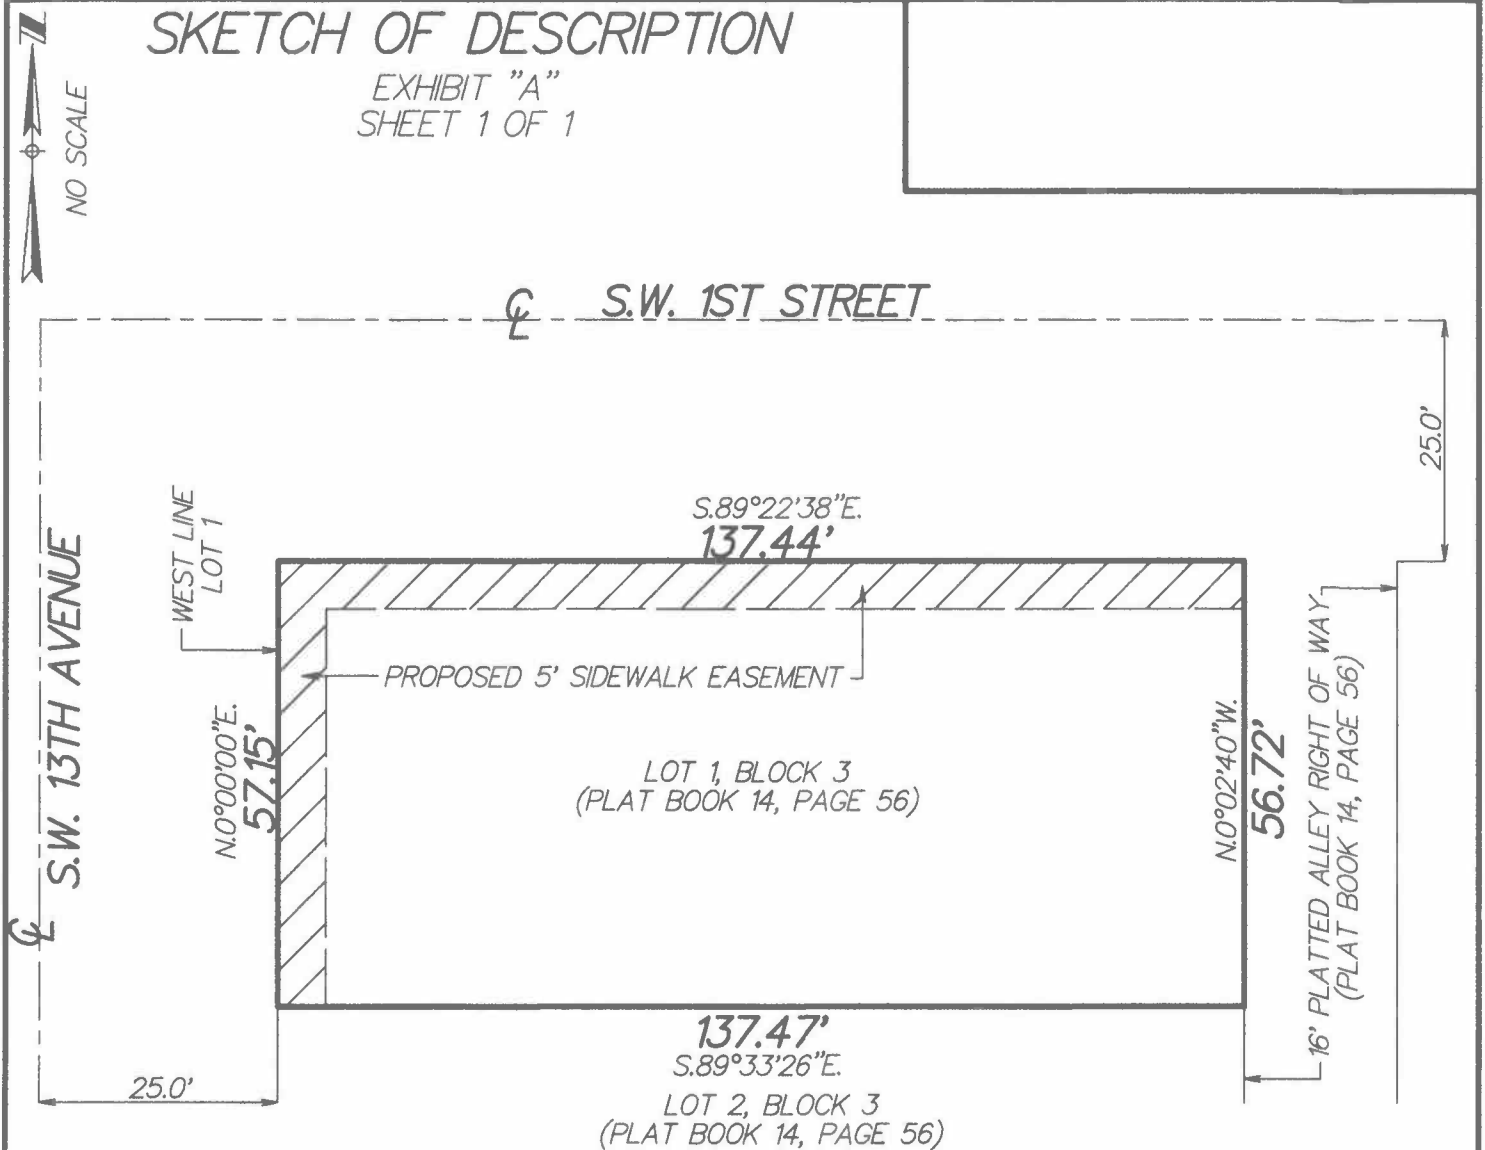 SKETCH OF DESCRIPTION
EXHIBIT "A"
SHEET 1 OF 1
N
NO SCALE
℄ S.W. 1ST STREET
25.0'
WEST LINE
LOT 1
S.89°22'38"E.
137.44'
℄ S.W. 13TH AVENUE
PROPOSED 5' SIDEWALK EASEMENT
N.0°00'00"E.
57.15'
LOT 1, BLOCK 3
(PLAT BOOK 14, PAGE 56)
N.0°02'40"W.
56.72'
16' PLATTED ALLEY RIGHT OF WAY
(PLAT BOOK 14, PAGE 56)
137.47'
S.89°33'26"E.
25.0'
LOT 2, BLOCK 3
(PLAT BOOK 14, PAGE 56)